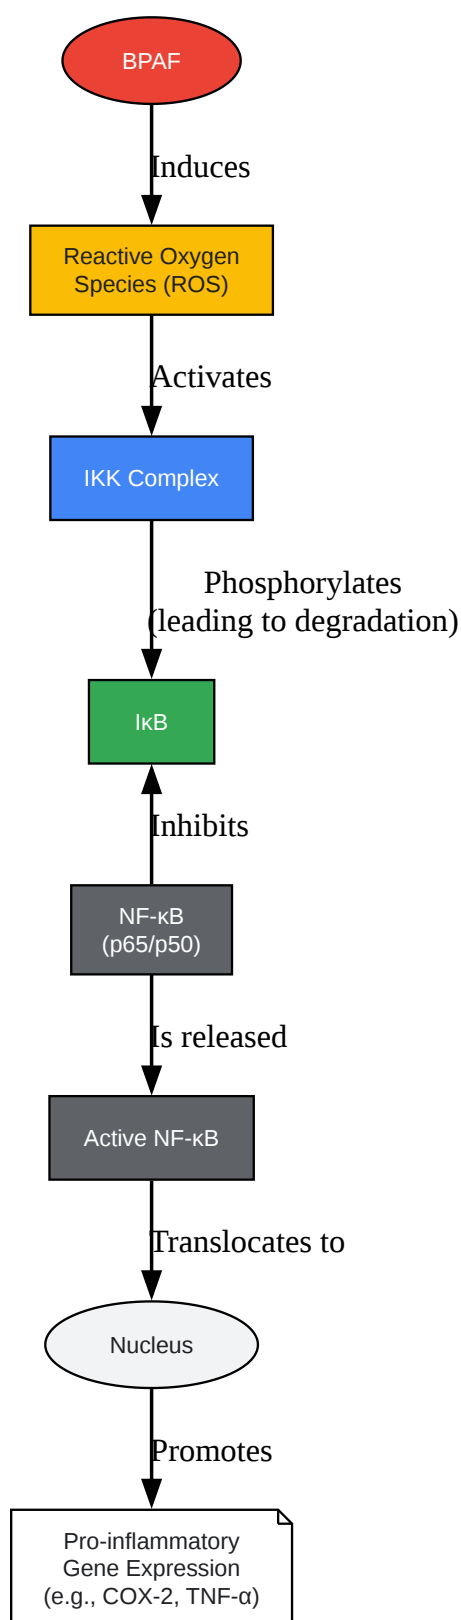 BPAF
Induces
Reactive Oxygen
Species (ROS)
Activates
IKK Complex
Phosphorylates
(leading to degradation)
IκB
Inhibits
NF-κB
(p65/p50)
Is released
Active NF-κB
Translocates to
Nucleus
Promotes
Pro-inflammatory
Gene Expression
(e.g., COX-2, TNF-α)